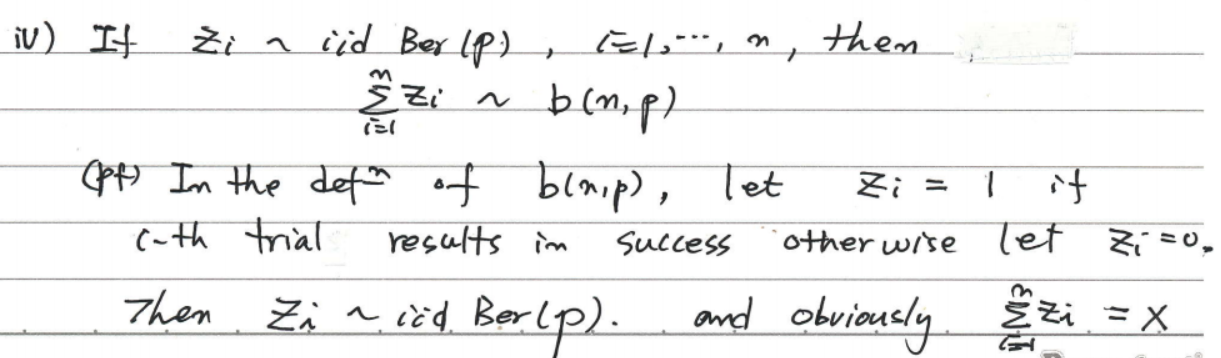 iv) If Zi ~ iid Ber(p), i=1,…, n, then
n
Σ Zi ~ b(n,p)
i=1
(pf) In the defⁿ of b(n,p), let Zi = 1 if
i-th trial results in success otherwise let Zi=0.
Then Zi ~ iid Ber(p). and obviously n Σ i=1 Zi = X